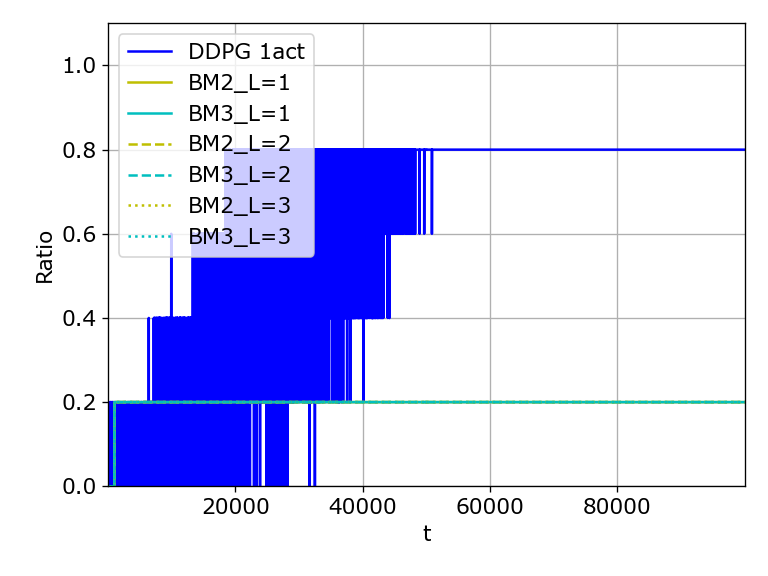 DDPG 1act
BM2_L=1
BM3_L=1
BM2_L=2
BM3_L=2
BM2_L=3
BM3_L=3
1.0
0.8
0.6
0.4
0.2
0.0
Ratio
20000 40000 60000 80000
t